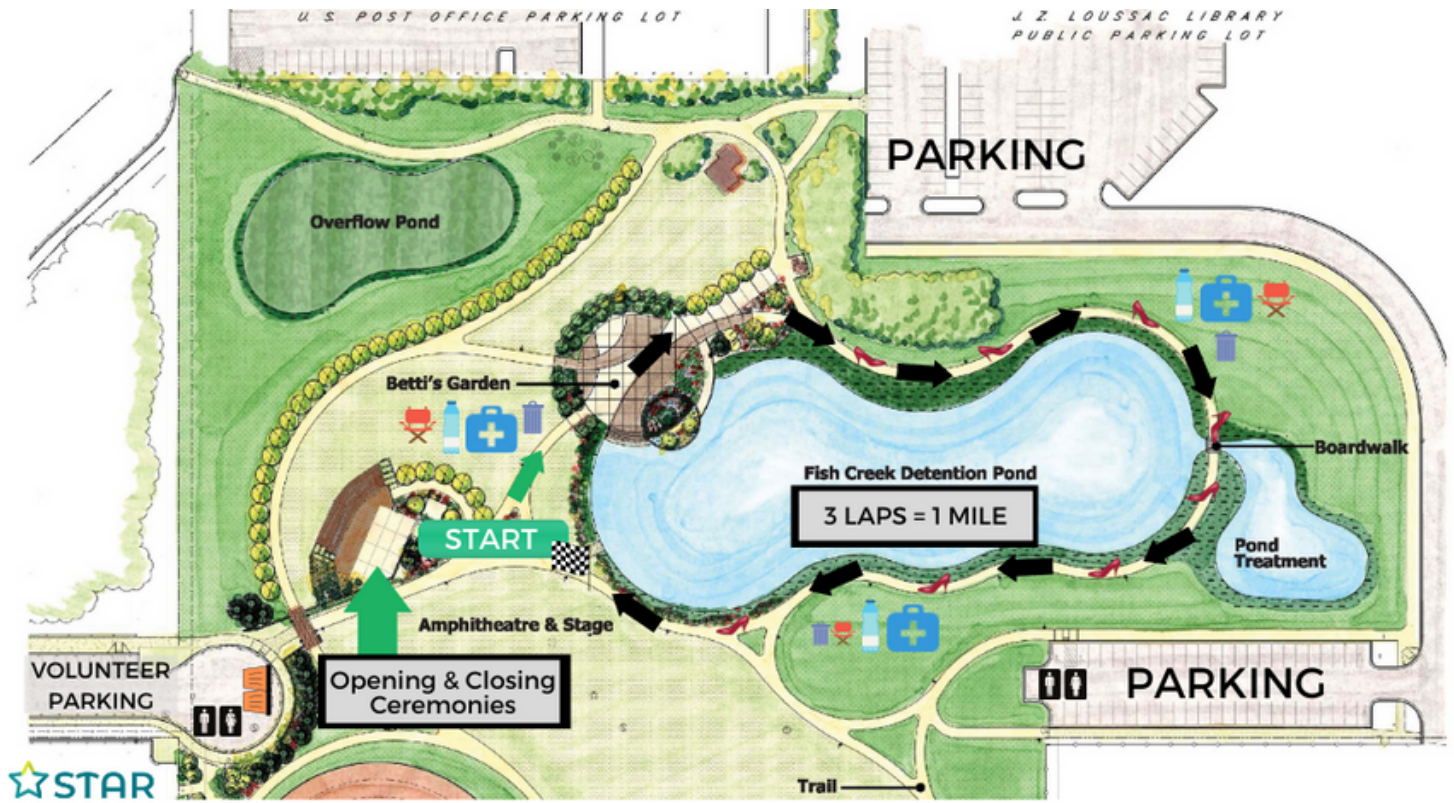 U.S. POST OFFICE PARKING LOT
J.Z. LOUSSAC LIBRARY
PUBLIC PARKING LOT
PARKING
Overflow Pond
Betti's Garden
Boardwalk
Fish Creek Detention Pond
3 LAPS = 1 MILE
START
Pond
Treatment
Amphitheatre & Stage
VOLUNTEER
PARKING
Opening & Closing
Ceremonies
PARKING
STAR
Trail